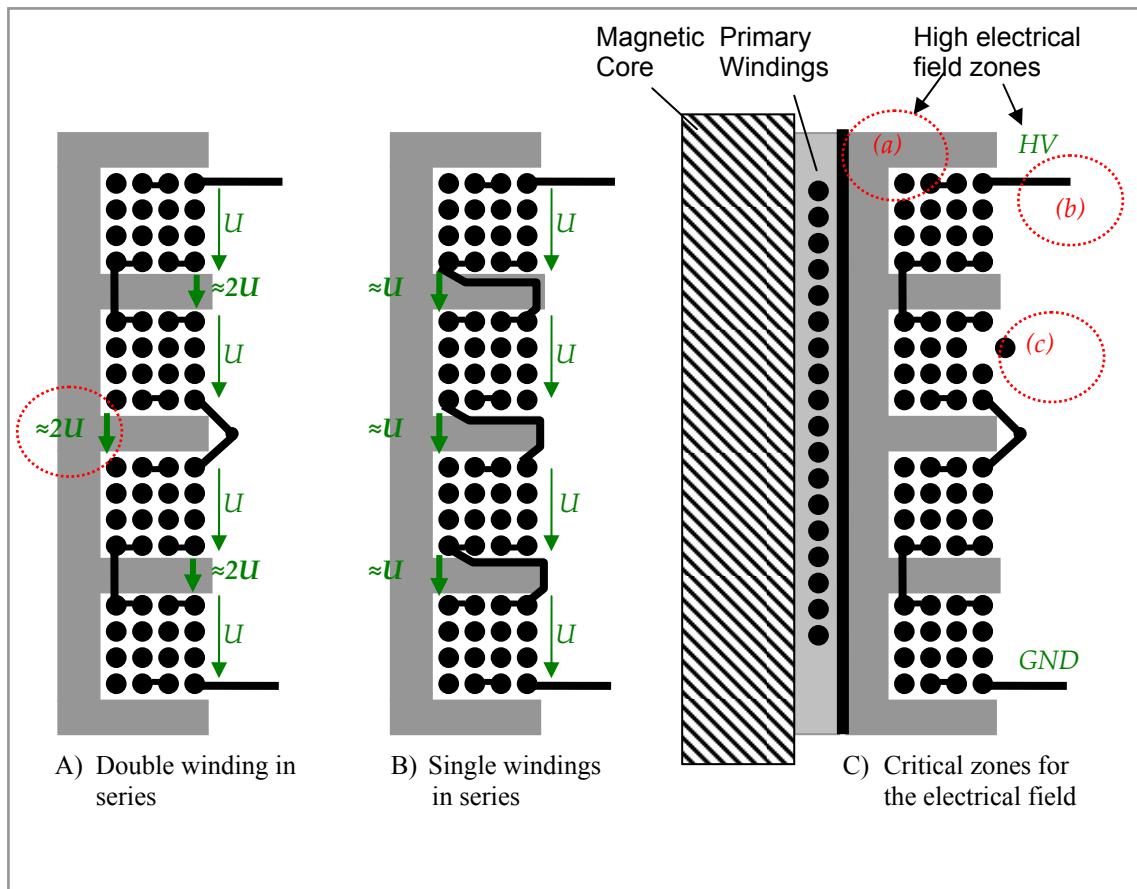 Magnetic
Core
Primary
Windings
High electrical
field zones
U
≈2U
U
≈2U
U
≈2U
U
U
≈U
U
≈U
U
≈U
U
(a)
HV
(b)
(c)
GND
A) Double winding in
series
B) Single windings
in series
C) Critical zones for
the electrical field